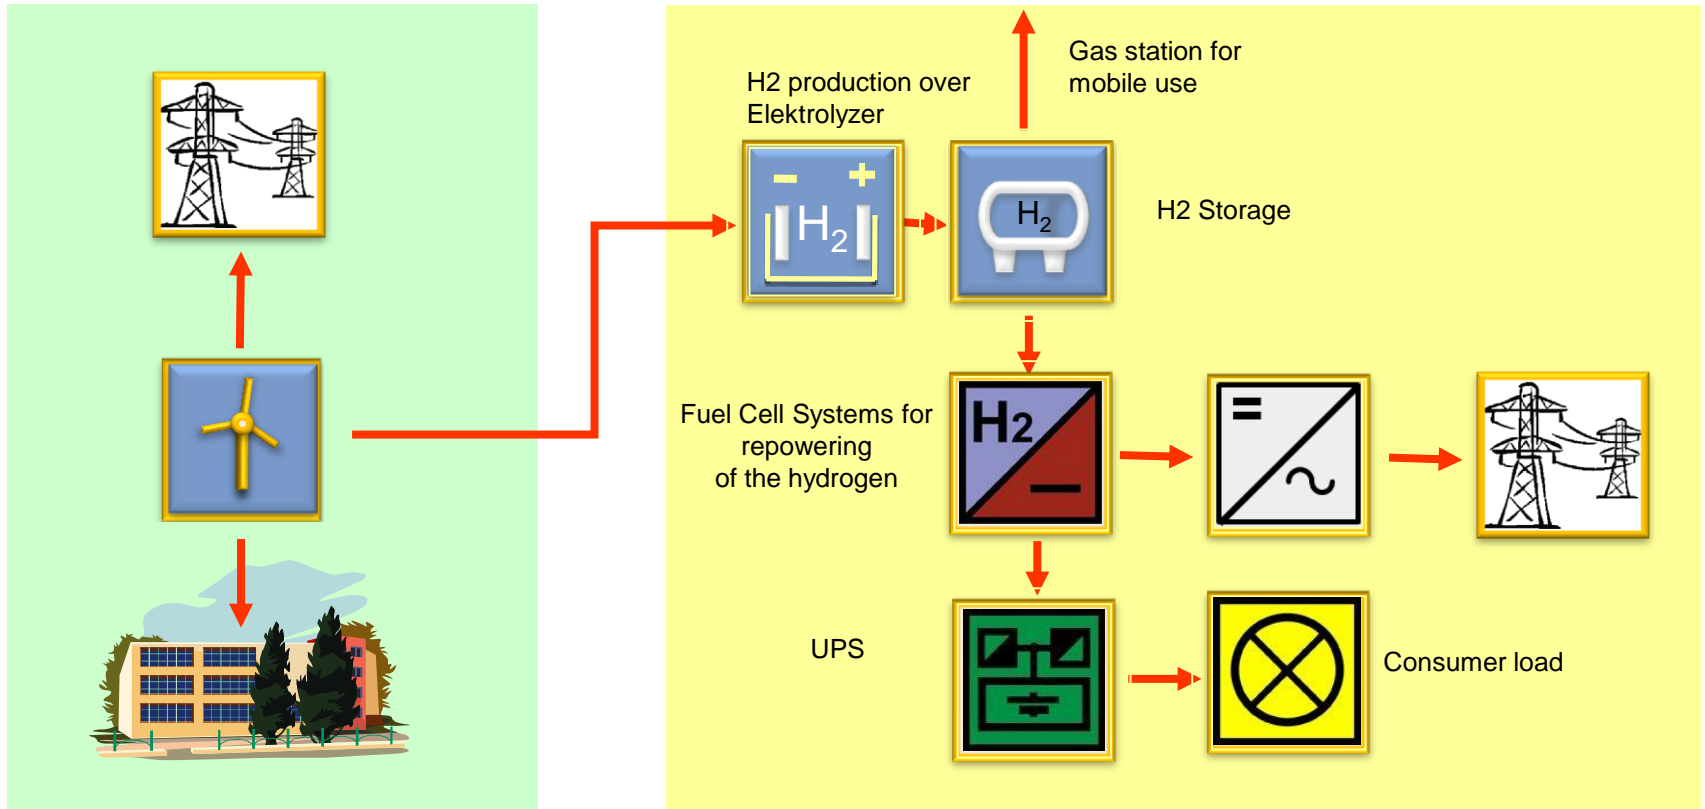 Gas station for
mobile use
H2 production over
Elektrolyzer
- +
H2
H2
H2 Storage
Fuel Cell Systems for
repowering
of the hydrogen
H2
UPS
Consumer load